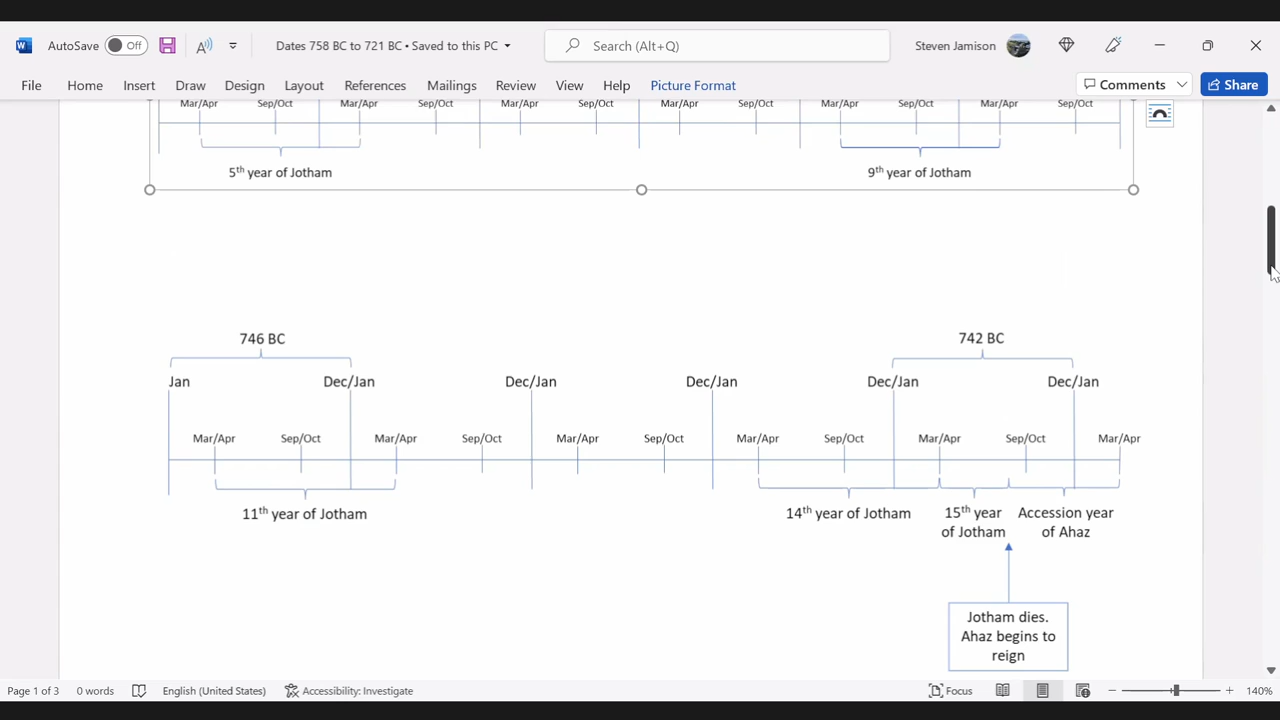 AutoSave Off Dates 758 BC to 721 BC • Saved to this PC Search (Alt+Q) Steven Jamison
File Home Insert Draw Design Layout References Mailings Review View Help Picture Format Comments Share
Mar/Apr Sep/Oct Mar/Apr Sep/Oct Mar/Apr Sep/Oct Mar/Apr Sep/Oct Mar/Apr Sep/Oct Mar/Apr Sep/Oct
5th year of Jotham 9th year of Jotham
746 BC 742 BC
Jan Dec/Jan Dec/Jan Dec/Jan Dec/Jan Dec/Jan
Mar/Apr Sep/Oct Mar/Apr Sep/Oct Mar/Apr Sep/Oct Mar/Apr Sep/Oct Mar/Apr Sep/Oct Mar/Apr
11th year of Jotham
14th year of Jotham
15th year
of Jotham
Accession year
of Ahaz
Jotham dies.
Ahaz begins to
reign
Page 1 of 3 0 words English (United States) Accessibility: Investigate Focus 140%